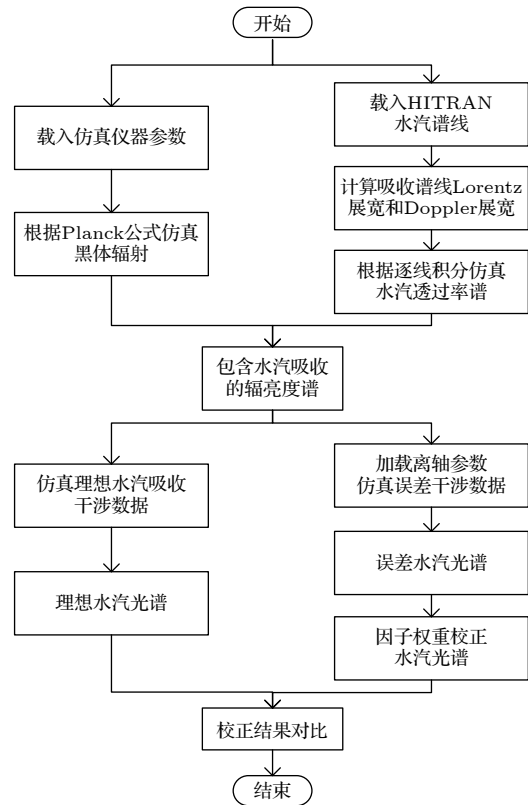 开始
载入仿真仪器参数
根据Planck公式仿真
黑体辐射
载入HITRAN
水汽谱线
计算吸收谱线Lorentz
展宽和Doppler展宽
根据逐线积分仿真
水汽透过率谱
包含水汽吸收
的辐亮度谱
仿真理想水汽吸收
干涉数据
理想水汽光谱
加载离轴参数
仿真误差干涉数据
误差水汽光谱
因子权重校正
水汽光谱
校正结果对比
结束